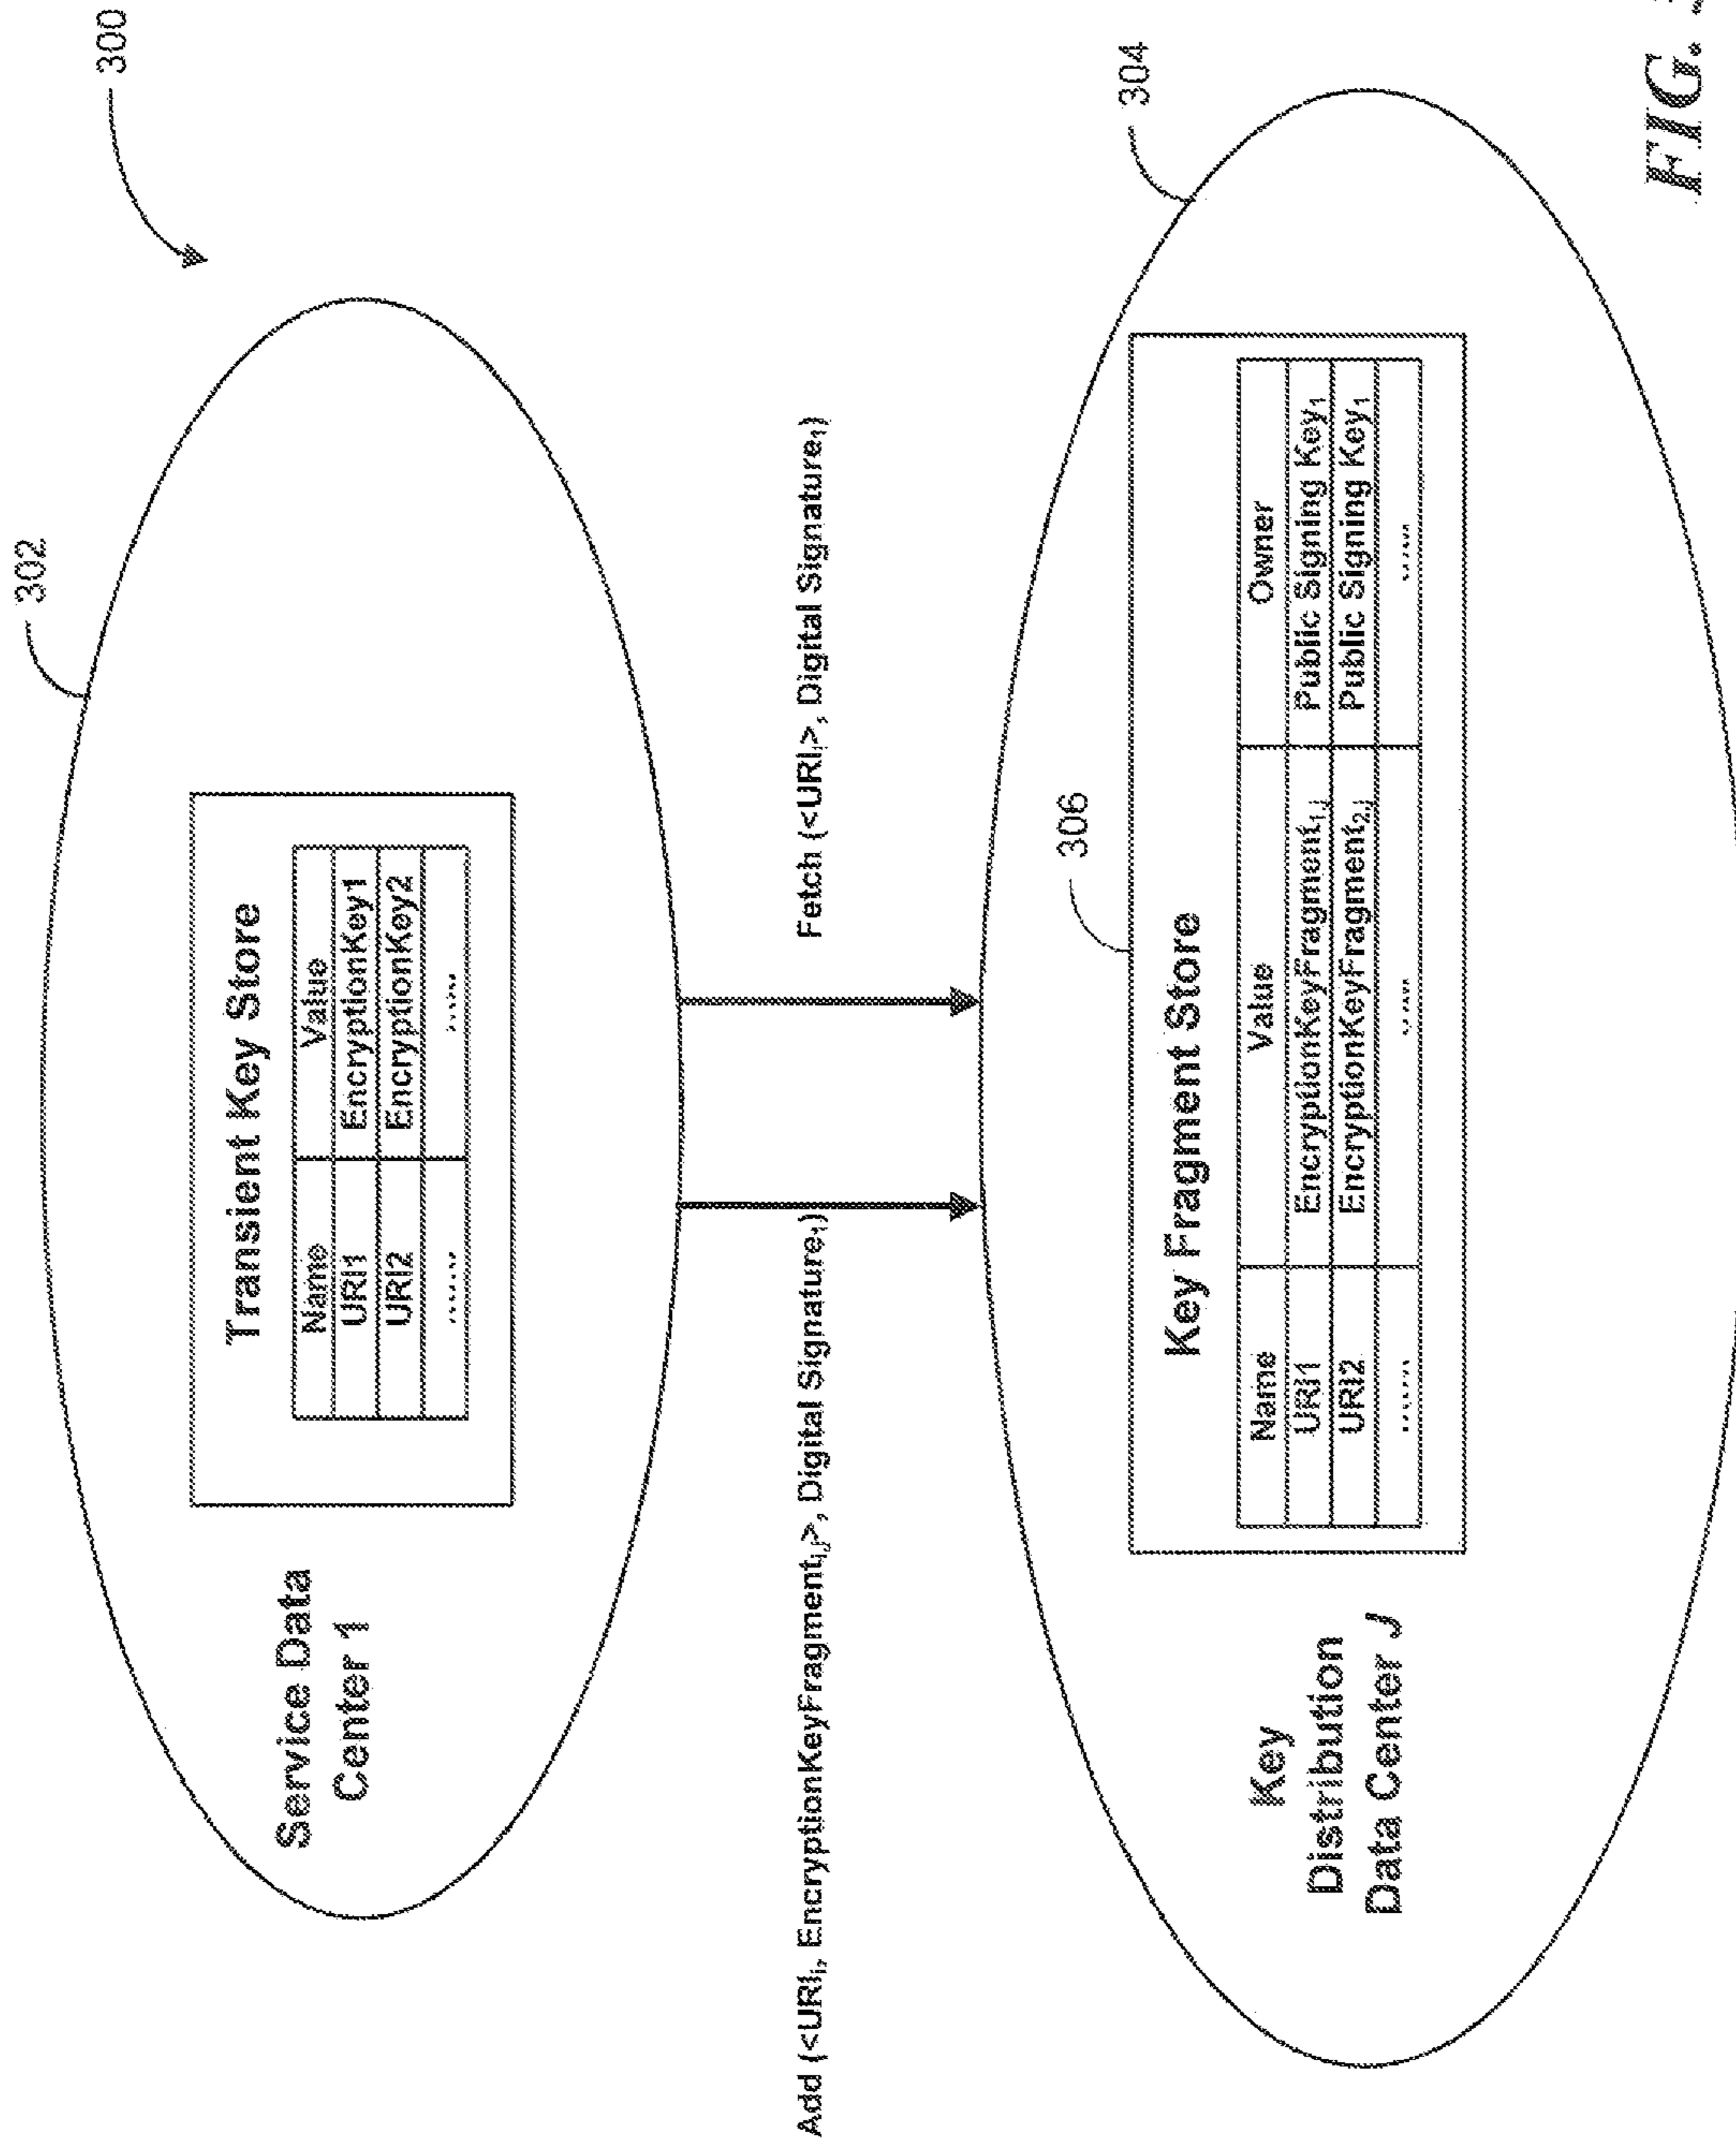 300
302
Service Data
Center 1
Transient Key Store
Name Value
URI1 EncryptionKey1
URI2 EncryptionKey2
..... .....
Add (<URIᵢ, EncryptionKeyFragmentᵢ,ⱼ>, Digital Signature₁)
Fetch (<URIᵢ>, Digital Signature₁)
304
306
Key
Distribution
Data Center J
Key Fragment Store
Name Value Owner
URI1 EncryptionKeyFragment₁,ⱼ Public Signing Key₁
URI2 EncryptionKeyFragment₂,ⱼ Public Signing Key₁
..... ..... .....
FIG.